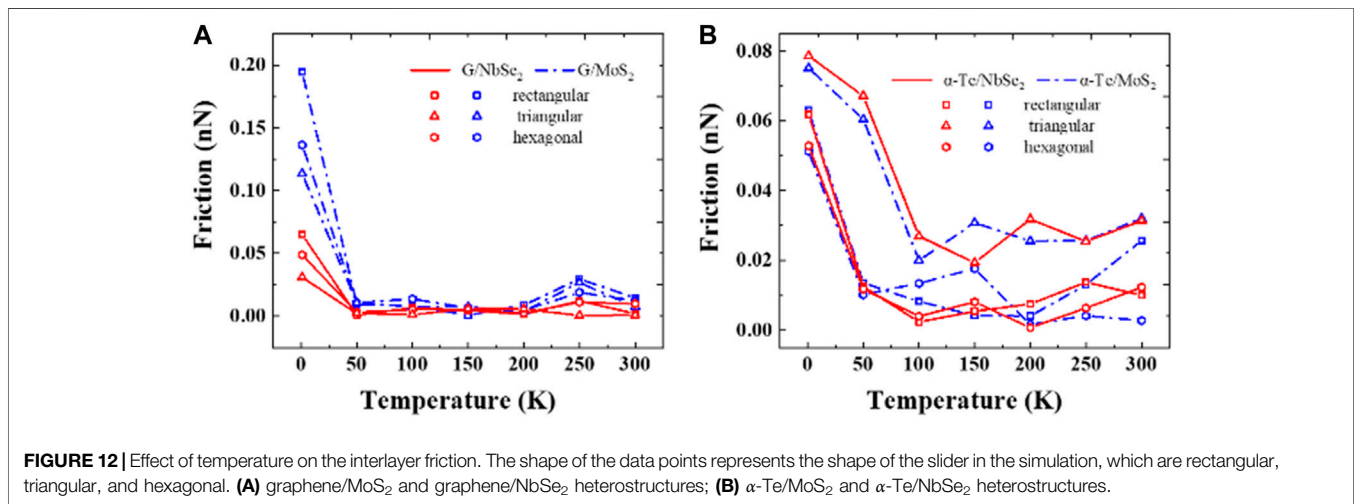 A
B
0.20
0.15
0.10
0.05
0.00
Friction (nN)
G/NbSe₂ G/MoS₂
rectangular
triangular
hexagonal
0 50 100 150 200 250 300
Temperature (K)
0.08
0.06
0.04
0.02
0.00
Friction (nN)
α-Te/NbSe₂ α-Te/MoS₂
rectangular
triangular
hexagonal
0 50 100 150 200 250 300
Temperature (K)
FIGURE 12 | Effect of temperature on the interlayer friction. The shape of the data points represents the shape of the slider in the simulation, which are rectangular,
triangular, and hexagonal. (A) graphene/MoS₂ and graphene/NbSe₂ heterostructures; (B) α-Te/MoS₂ and α-Te/NbSe₂ heterostructures.